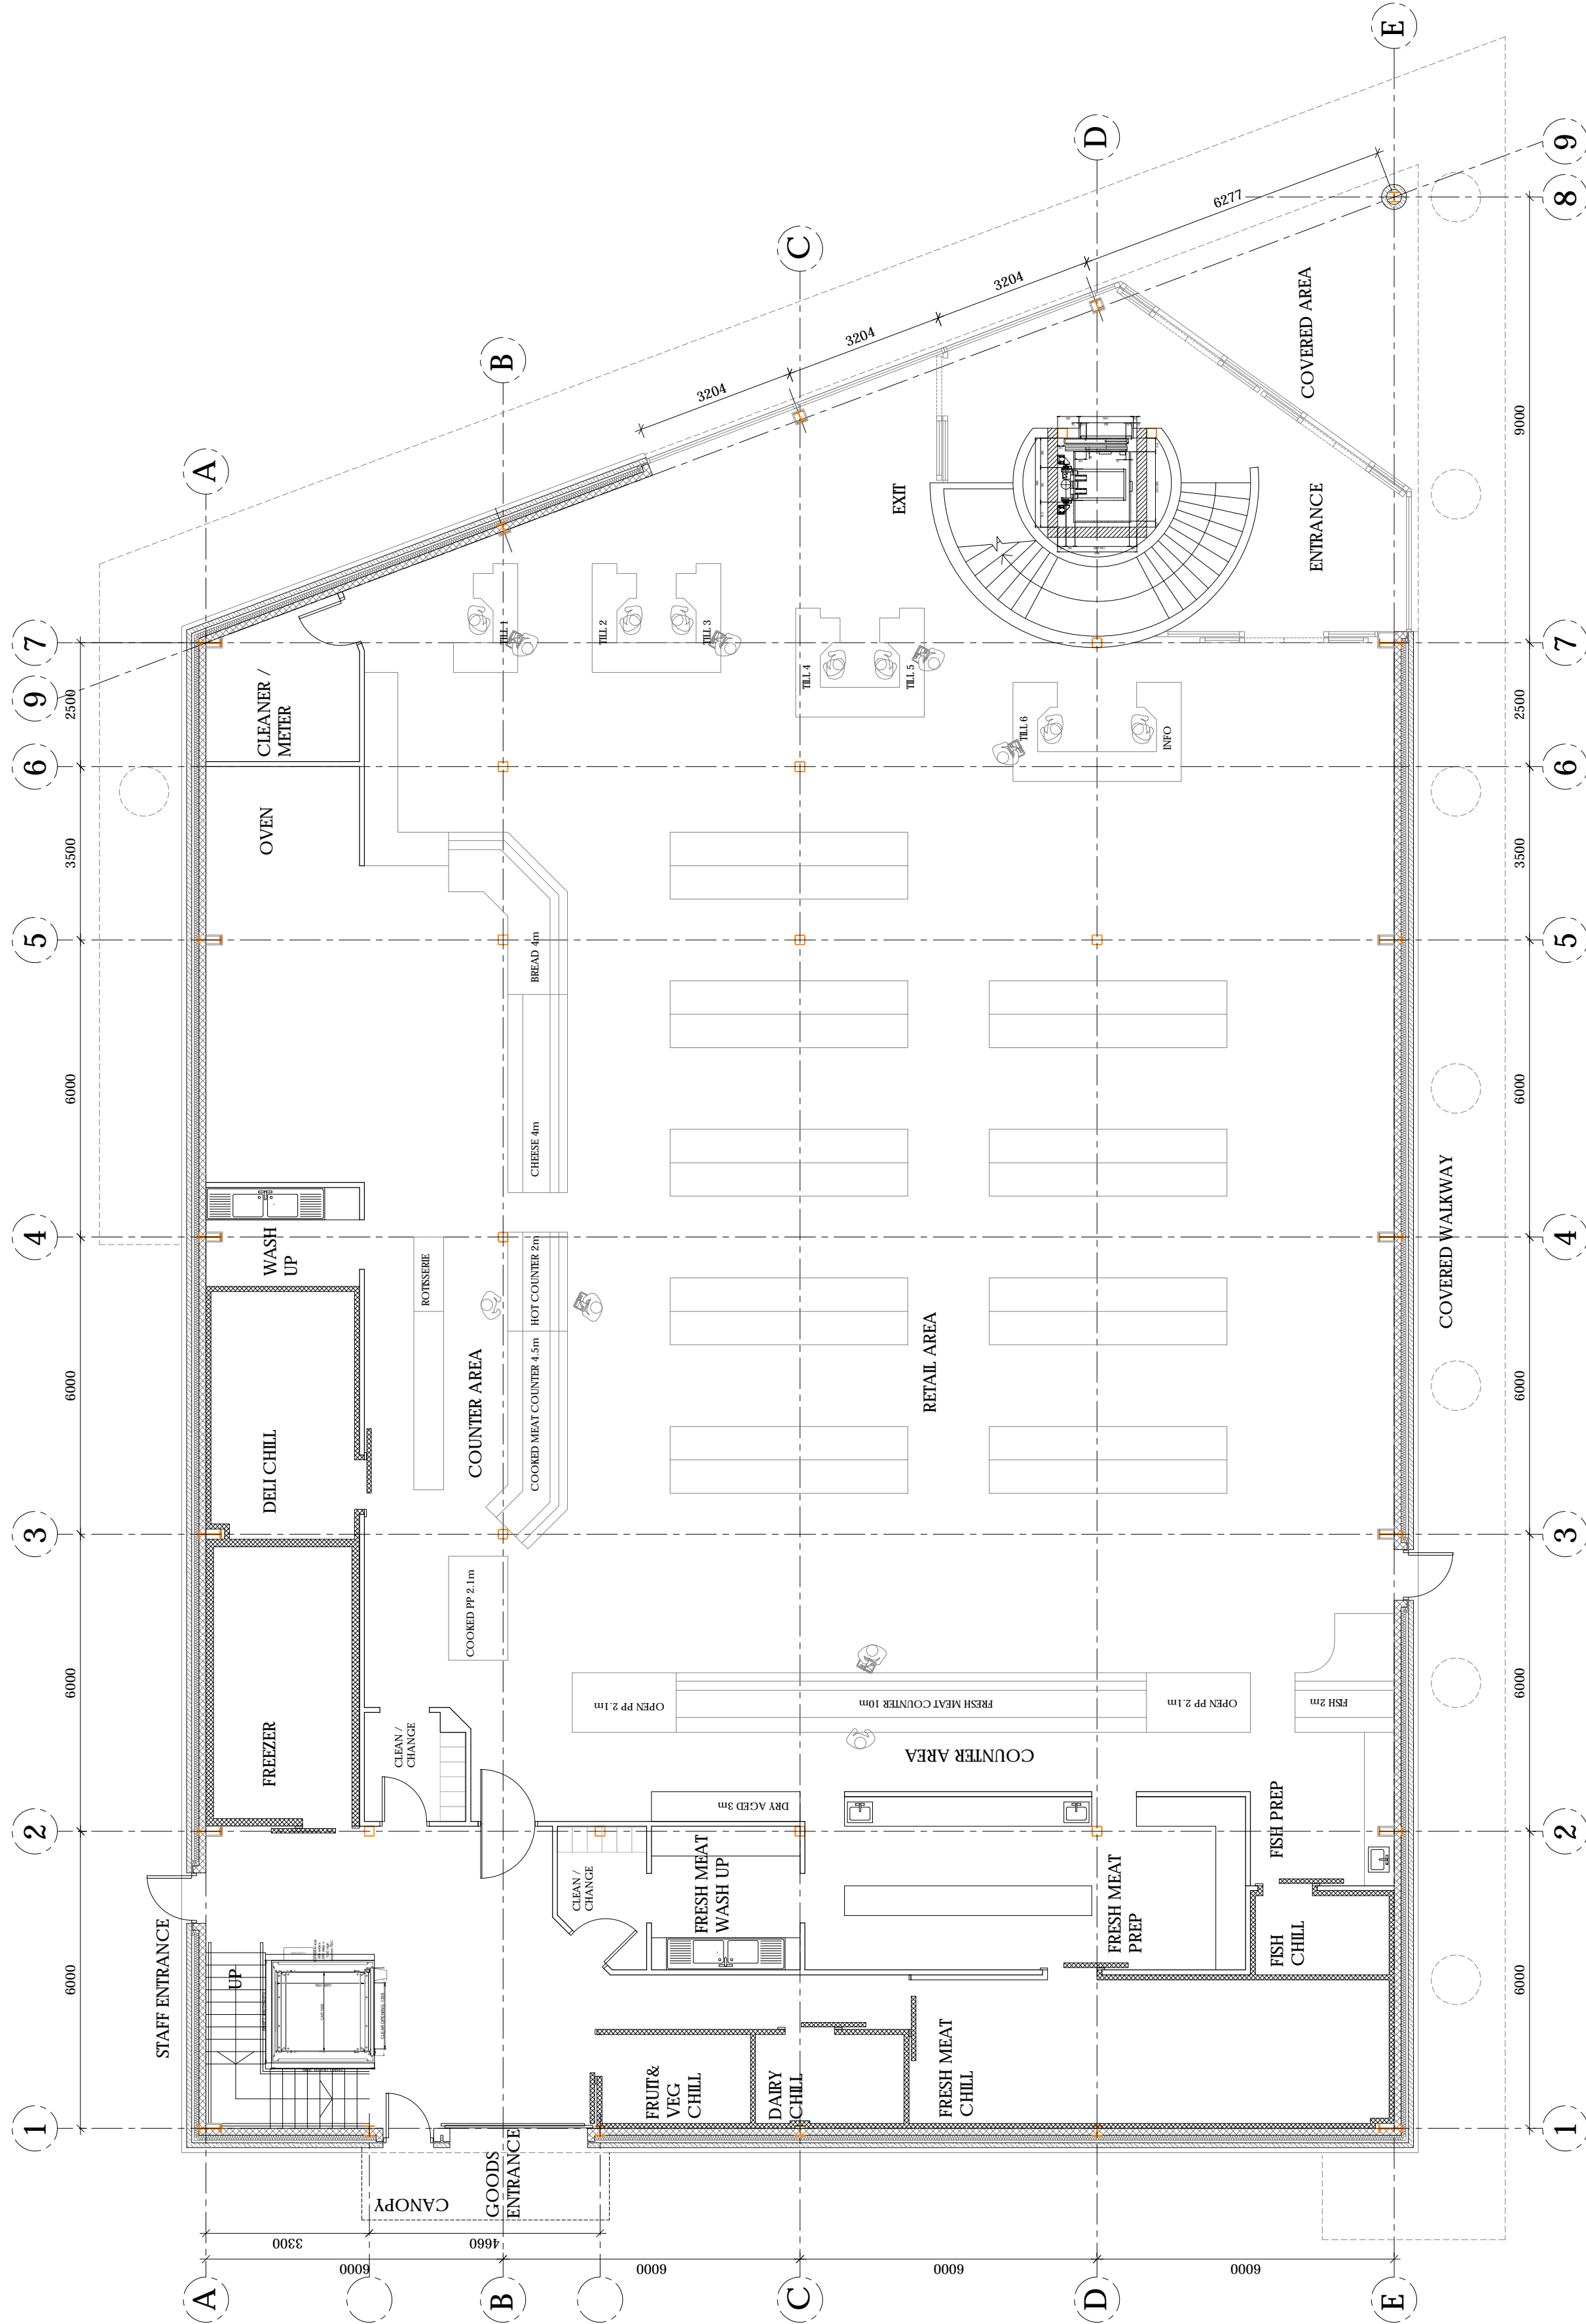 1
2
3
4
5
6
7
9
6000
6000
6000
6000
3500
2500
A
A
B
B
C
C
D
D
E
E
STAFF ENTRANCE
UP
FREEZER
DELI CHILL
WASH
UP
OVEN
CLEANER /
METER
CANOPY
GOODS
ENTRANCE
3300
4660
6000
6000
6000
6000
CLEAN /
CHANGE
COOKED PP 2.1m
COUNTER AREA
ROTISSERIE
COOKED MEAT COUNTER 4.5m
HOT COUNTER 2m
CHEESE 4m
BREAD 4m
TILL 1
TILL 2
TILL 3
TILL 4
TILL 5
TILL 6
INFO
CLEAN /
CHANGE
FRESH MEAT
WASH UP
DRY AGED 3m
OPEN PP 2.1m
FRESH MEAT COUNTER 10m
OPEN PP 2.1m
FISH 2m
COUNTER AREA
RETAIL AREA
FRUIT&
VEG
CHILL
DAIRY
CHILL
FRESH MEAT
CHILL
FRESH MEAT
PREP
FISH PREP
FISH
CHILL
EXIT
ENTRANCE
COVERED AREA
COVERED WALKWAY
3204
3204
3204
6277
6000
6000
6000
6000
3500
2500
9000
1
2
3
4
5
6
7
8
9